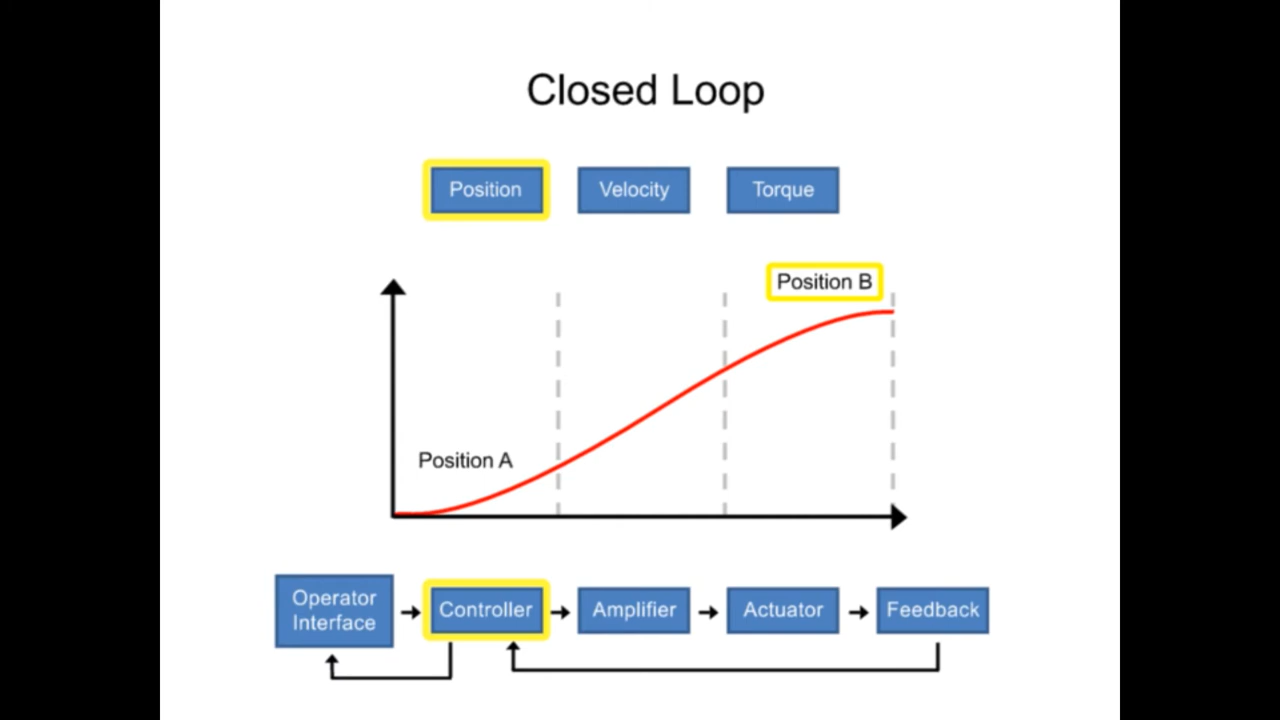 Closed Loop
Position
Velocity
Torque
Position B
Position A
Operator
Interface
Controller
Amplifier
Actuator
Feedback